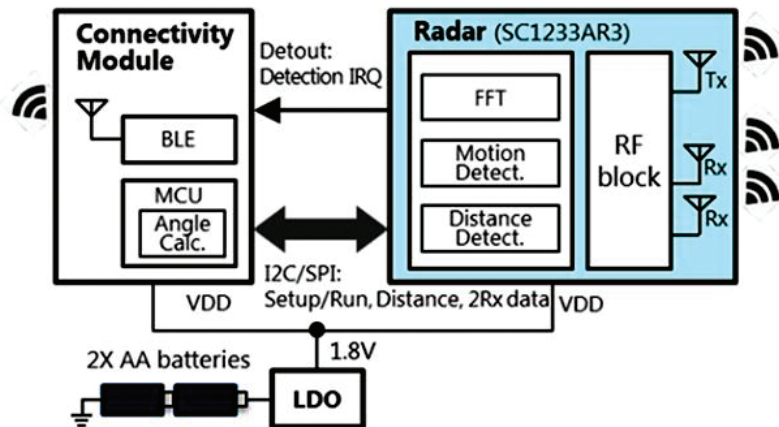 Connectivity
Module
BLE
MCU
Angle
Calc.
Detout:
Detection IRQ
Radar (SC1233AR3)
FFT
Motion
Detect.
Distance
Detect.
RF
block
Tx
Rx
Rx
I2C/SPI:
Setup/Run, Distance, 2Rx data
VDD
VDD
1.8V
2X AA batteries
LDO